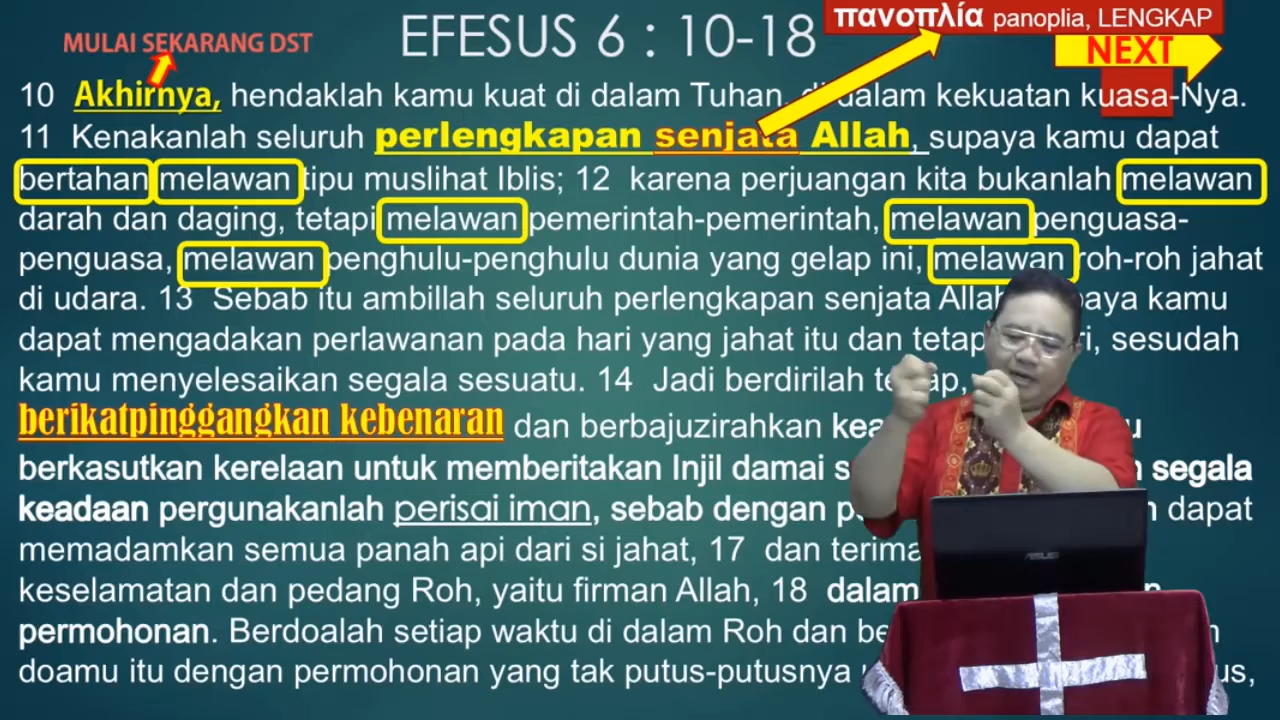 πανοπλία panoplia, LENGKAP
EFESUS 6 : 10-18
MULAI SEKARANG DST
NEXT
10 Akhirnya, hendaklah kamu kuat di dalam Tuhan, di dalam kekuatan kuasa-Nya.
11 Kenakanlah seluruh perlengkapan senjata Allah, supaya kamu dapat
bertahan melawan tipu muslihat Iblis; 12 karena perjuangan kita bukanlah melawan
darah dan daging, tetapi melawan pemerintah-pemerintah, melawan penguasa-
penguasa, melawan penghulu-penghulu dunia yang gelap ini, melawan roh-roh jahat
di udara. 13 Sebab itu ambillah seluruh perlengkapan senjata Allah kamu
dapat mengadakan perlawanan pada hari yang jahat itu dan sesudah
kamu menyelesaikan segala sesuatu. 14 Jadi berdirilah
berikatpinggangkan kebenaran dan berbajuzirahkan
berkasutkan kerelaan untuk memberitakan Injil damai segala
keadaan pergunakanlah perisai iman, sebab dengan dapat
memadamkan semua panah api dari si jahat, 17 dan
keselamatan dan pedang Roh, yaitu firman Allah, 18 dalam
permohonan. Berdoalah setiap waktu di dalam Roh dan
doamu itu dengan permohonan yang tak putus-putusnya
ASUS